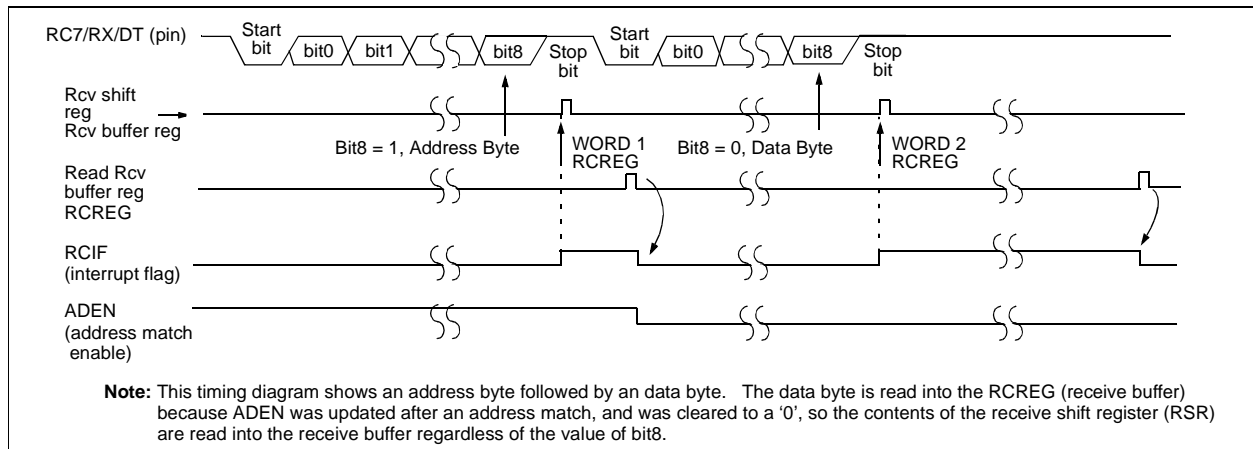 RC7/RX/DT (pin)
Start
bit
bit0
bit1
bit8
Stop
bit
Start
bit
bit0
bit8
Stop
bit
Rcv shift
reg
Rcv buffer reg
Bit8 = 1, Address Byte
WORD 1
RCREG
Bit8 = 0, Data Byte
WORD 2
RCREG
Read Rcv
buffer reg
RCREG
RCIF
(interrupt flag)
ADEN
(address match
enable)
Note: This timing diagram shows an address byte followed by an data byte. The data byte is read into the RCREG (receive buffer)
because ADEN was updated after an address match, and was cleared to a ‘0’, so the contents of the receive shift register (RSR)
are read into the receive buffer regardless of the value of bit8.